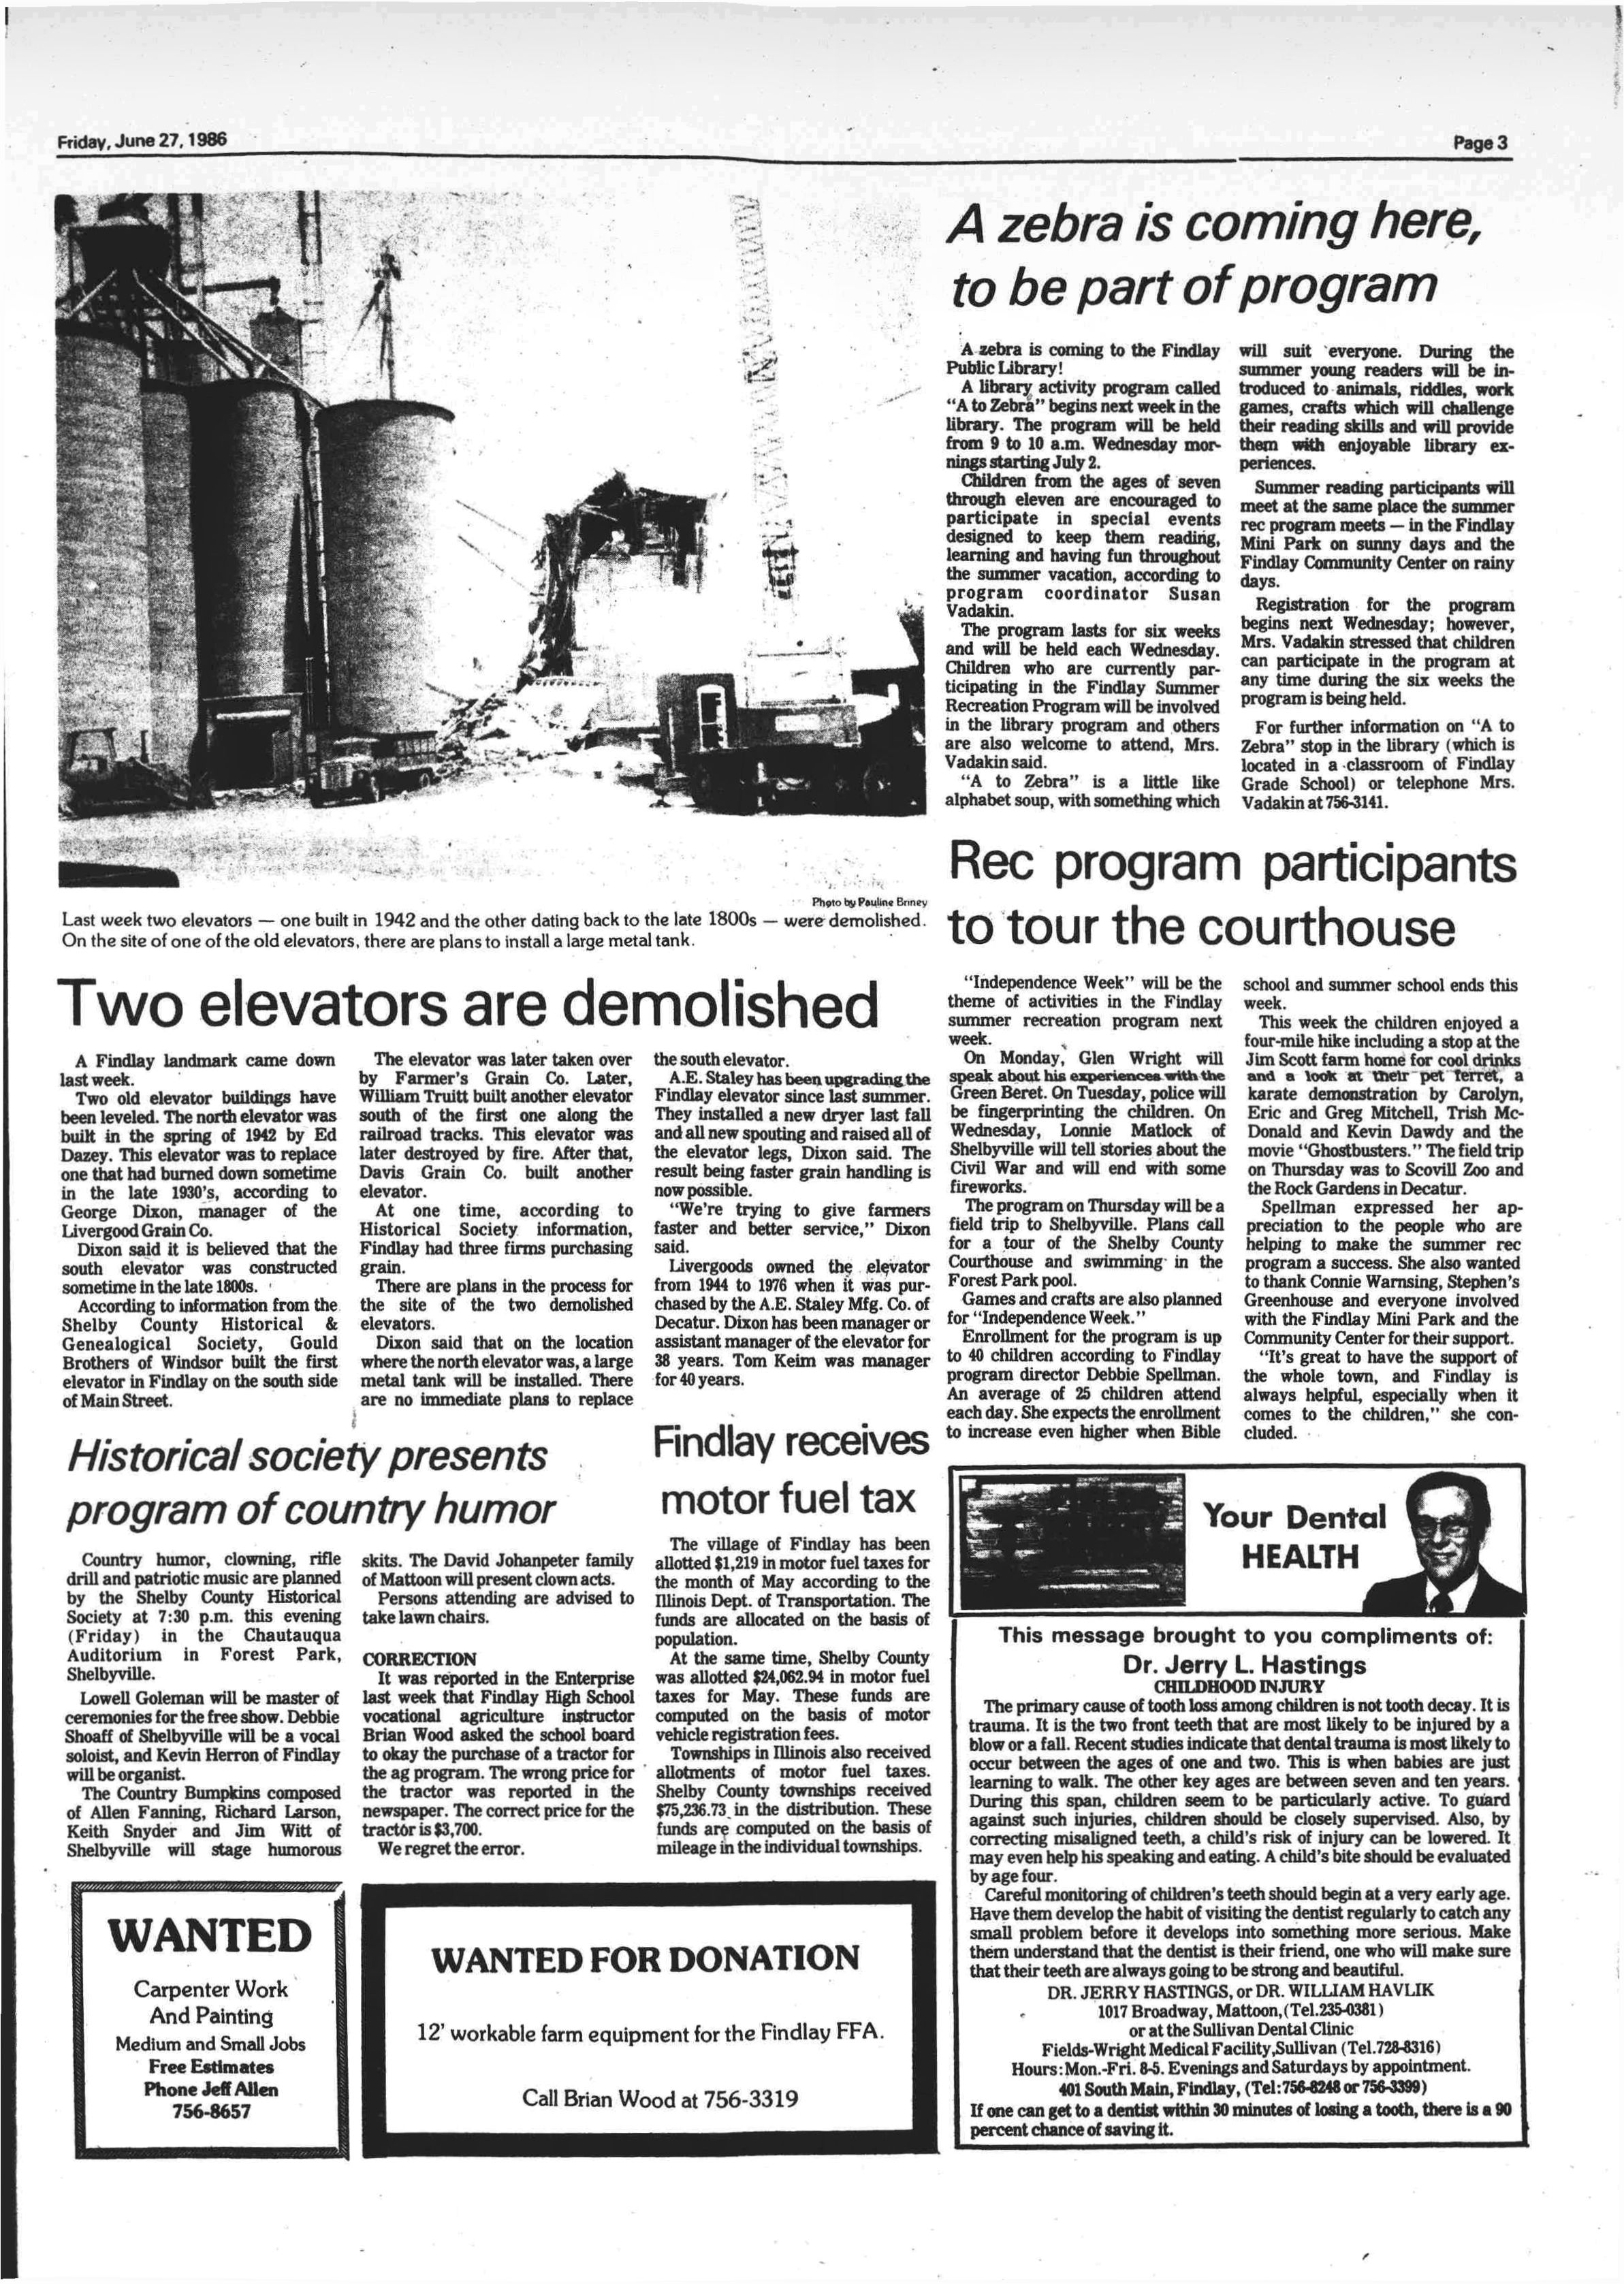 Friday, June 27, 1986
Page 3
Photo by Pauline Briney
Last week two elevators — one built in 1942 and the other dating back to the late 1800s — were demolished.
On the site of one of the old elevators, there are plans to install a large metal tank.
Two elevators are demolished
A Findlay landmark came down
last week.
Two old elevator buildings have
been leveled. The north elevator was
built in the spring of 1942 by Ed
Dazey. This elevator was to replace
one that had burned down sometime
in the late 1930's, according to
George Dixon, manager of the
Livergood Grain Co.
Dixon said it is believed that the
south elevator was constructed
sometime in the late 1800s.
According to information from the
Shelby County Historical &
Genealogical Society, Gould
Brothers of Windsor built the first
elevator in Findlay on the south side
of Main Street.
The elevator was later taken over
by Farmer's Grain Co. Later,
William Truitt built another elevator
south of the first one along the
railroad tracks. This elevator was
later destroyed by fire. After that,
Davis Grain Co. built another
elevator.
At one time, according to
Historical Society information,
Findlay had three firms purchasing
grain.
There are plans in the process for
the site of the two demolished
elevators.
Dixon said that on the location
where the north elevator was, a large
metal tank will be installed. There
are no immediate plans to replace
the south elevator.
A.E. Staley has been upgrading the
Findlay elevator since last summer.
They installed a new dryer last fall
and all new spouting and raised all of
the elevator legs, Dixon said. The
result being faster grain handling is
now possible.
"We're trying to give farmers
faster and better service," Dixon
said.
Livergoods owned the elevator
from 1944 to 1976 when it was pur-
chased by the A.E. Staley Mfg. Co. of
Decatur. Dixon has been manager or
assistant manager of the elevator for
38 years. Tom Keim was manager
for 40 years.
A zebra is coming here,
to be part of program
A zebra is coming to the Findlay
Public Library!
A library activity program called
"A to Zebra" begins next week in the
library. The program will be held
from 9 to 10 a.m. Wednesday mor-
nings starting July 2.
Children from the ages of seven
through eleven are encouraged to
participate in special events
designed to keep them reading,
learning and having fun throughout
the summer vacation, according to
program coordinator Susan
Vadakin.
The program lasts for six weeks
and will be held each Wednesday.
Children who are currently par-
ticipating in the Findlay Summer
Recreation Program will be involved
in the library program and others
are also welcome to attend, Mrs.
Vadakin said.
"A to Zebra" is a little like
alphabet soup, with something which
will suit everyone. During the
summer young readers will be in-
troduced to animals, riddles, work
games, crafts which will challenge
their reading skills and will provide
them with enjoyable library ex-
periences.
Summer reading participants will
meet at the same place the summer
rec program meets — in the Findlay
Mini Park on sunny days and the
Findlay Community Center on rainy
days.
Registration for the program
begins next Wednesday; however,
Mrs. Vadakin stressed that children
can participate in the program at
any time during the six weeks the
program is being held.
For further information on "A to
Zebra" stop in the library (which is
located in a classroom of Findlay
Grade School) or telephone Mrs.
Vadakin at 756-3141.
Rec program participants
to tour the courthouse
"Independence Week" will be the
theme of activities in the Findlay
summer recreation program next
week.
On Monday, Glen Wright will
speak about his experiences with the
Green Beret. On Tuesday, police will
be fingerprinting the children. On
Wednesday, Lonnie Matlock of
Shelbyville will tell stories about the
Civil War and will end with some
fireworks.
The program on Thursday will be a
field trip to Shelbyville. Plans call
for a tour of the Shelby County
Courthouse and swimming in the
Forest Park pool.
Games and crafts are also planned
for "Independence Week."
Enrollment for the program is up
to 40 children according to Findlay
program director Debbie Spellman.
An average of 25 children attend
each day. She expects the enrollment
to increase even higher when Bible
school and summer school ends this
week.
This week the children enjoyed a
four-mile hike including a stop at the
Jim Scott farm home for cool drinks
and a look at their pet ferret, a
karate demonstration by Carolyn,
Eric and Greg Mitchell, Trish Mc-
Donald and Kevin Dawdy and the
movie "Ghostbusters." The field trip
on Thursday was to Scovill Zoo and
the Rock Gardens in Decatur.
Spellman expressed her ap-
preciation to the people who are
helping to make the summer rec
program a success. She also wanted
to thank Connie Warnsing, Stephen's
Greenhouse and everyone involved
with the Findlay Mini Park and the
Community Center for their support.
"It's great to have the support of
the whole town, and Findlay is
always helpful, especially when it
comes to the children," she con-
cluded.
Historical society presents
program of country humor
Country humor, clowning, rifle
drill and patriotic music are planned
by the Shelby County Historical
Society at 7:30 p.m. this evening
(Friday) in the Chautauqua
Auditorium in Forest Park,
Shelbyville.
Lowell Goleman will be master of
ceremonies for the free show. Debbie
Shoaff of Shelbyville will be a vocal
soloist, and Kevin Herron of Findlay
will be organist.
The Country Bumpkins composed
of Allen Fanning, Richard Larson,
Keith Snyder and Jim Witt of
Shelbyville will stage humorous
skits. The David Johanpeter family
of Mattoon will present clown acts.
Persons attending are advised to
take lawn chairs.
CORRECTION
It was reported in the Enterprise
last week that Findlay High School
vocational agriculture instructor
Brian Wood asked the school board
to okay the purchase of a tractor for
the ag program. The wrong price for
the tractor was reported in the
newspaper. The correct price for the
tractor is $3,700.
We regret the error.
Findlay receives
motor fuel tax
The village of Findlay has been
allotted $1,219 in motor fuel taxes for
the month of May according to the
Illinois Dept. of Transportation. The
funds are allocated on the basis of
population.
At the same time, Shelby County
was allotted $24,062.94 in motor fuel
taxes for May. These funds are
computed on the basis of motor
vehicle registration fees.
Townships in Illinois also received
allotments of motor fuel taxes.
Shelby County townships received
$75,236.73 in the distribution. These
funds are computed on the basis of
mileage in the individual townships.
WANTED
Carpenter Work
And Painting
Medium and Small Jobs
Free Estimates
Phone Jeff Allen
756-8657
WANTED FOR DONATION
12' workable farm equipment for the Findlay FFA.
Call Brian Wood at 756-3319
Your Dental
HEALTH
This message brought to you compliments of:
Dr. Jerry L. Hastings
CHILDHOOD INJURY
The primary cause of tooth loss among children is not tooth decay. It is
trauma. It is the two front teeth that are most likely to be injured by a
blow or a fall. Recent studies indicate that dental trauma is most likely to
occur between the ages of one and two. This is when babies are just
learning to walk. The other key ages are between seven and ten years.
During this span, children seem to be particularly active. To guard
against such injuries, children should be closely supervised. Also, by
correcting misaligned teeth, a child's risk of injury can be lowered. It
may even help his speaking and eating. A child's bite should be evaluated
by age four.
Careful monitoring of children's teeth should begin at a very early age.
Have them develop the habit of visiting the dentist regularly to catch any
small problem before it develops into something more serious. Make
them understand that the dentist is their friend, one who will make sure
that their teeth are always going to be strong and beautiful.
DR. JERRY HASTINGS, or DR. WILLIAM HAVLIK
1017 Broadway, Mattoon, (Tel.235-0381)
or at the Sullivan Dental Clinic
Fields-Wright Medical Facility,Sullivan (Tel.728-8316)
Hours:Mon.-Fri. 8-5. Evenings and Saturdays by appointment.
401 South Main, Findlay, (Tel:756-8248 or 756-3399)
If one can get to a dentist within 30 minutes of losing a tooth, there is a 90
percent chance of saving it.